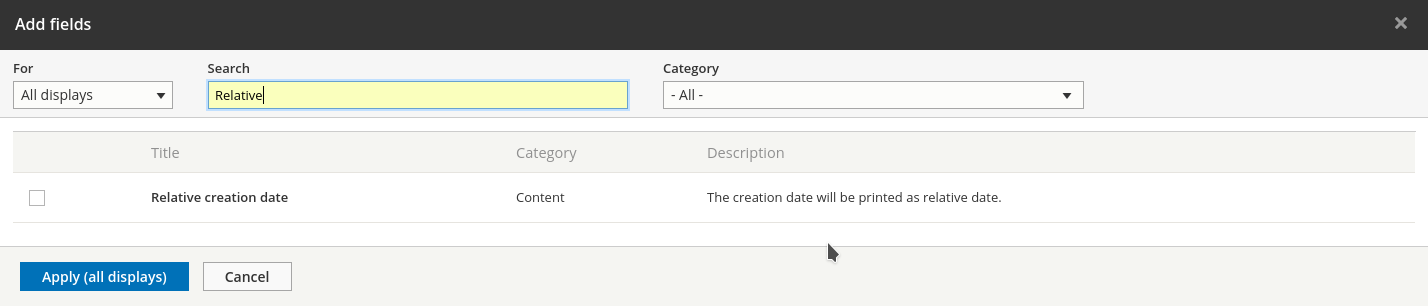 Add fields
For Search Category
All displays Relative - All -
Title Category Description
Relative creation date Content The creation date will be printed as relative date.
Apply (all displays) Cancel